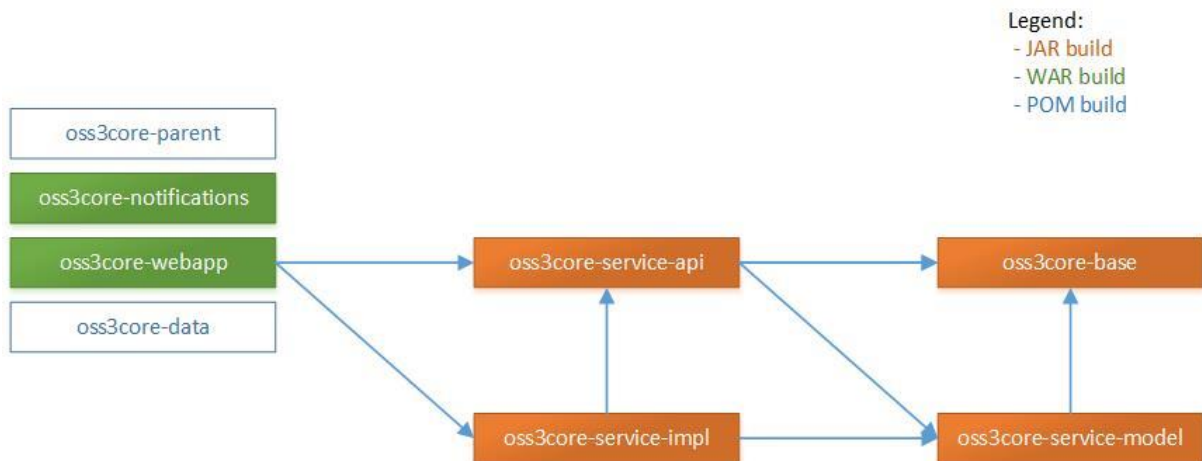 Legend:
- JAR build
- WAR build
- POM build
oss3core-parent
oss3core-notifications
oss3core-webapp
oss3core-service-api
oss3core-base
oss3core-data
oss3core-service-impl
oss3core-service-model